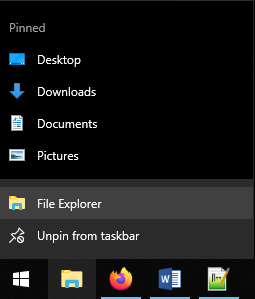 Pinned
Desktop
Downloads
Documents
Pictures
File Explorer
Unpin from taskbar